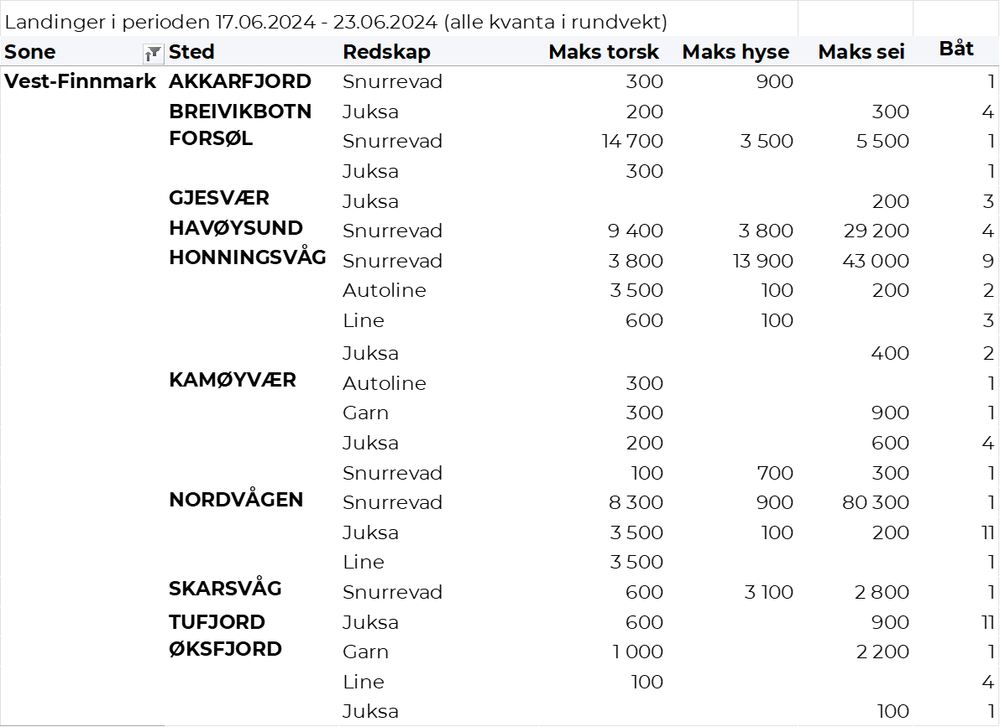 Landinger i perioden 17.06.2024 - 23.06.2024 (alle kvanta i rundvekt)
Sone Sted Redskap Maks torsk Maks hyse Maks sei Båt
Vest-Finnmark AKKARFJORD Snurrevad 300 900 1
BREIVIKBOTN Juksa 200 300 4
FORSØL Snurrevad 14 700 3 500 5 500 1
Juksa 300 1
GJESVÆR Juksa 200 3
HAVØYSUND Snurrevad 9 400 3 800 29 200 4
HONNINGSVÅG Snurrevad 3 800 13 900 43 000 9
Autoline 3 500 100 200 2
Line 600 100 3
Juksa 400 2
KAMØYVÆR Autoline 300 1
Garn 300 900 1
Juksa 200 600 4
Snurrevad 100 700 300 1
NORDVÅGEN Snurrevad 8 300 900 80 300 1
Juksa 3 500 100 200 11
Line 3 500 1
SKARSVÅG Snurrevad 600 3 100 2 800 1
TUFJORD Juksa 600 900 11
ØKSFJORD Garn 1 000 2 200 1
Line 100 4
Juksa 100 1